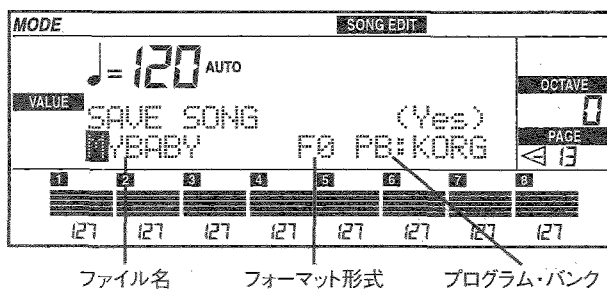 MODE SONG EDIT
♩=120 AUTO
OCTAVE
VALUE
0
SAVE SONG (Yes)
PAGE
YBABY F0 PB:KORG
13
1 2 3 4 5 6 7 8
127 127 127 127 127 127 127 127
ファイル名 フォーマット形式 プログラム・バンク